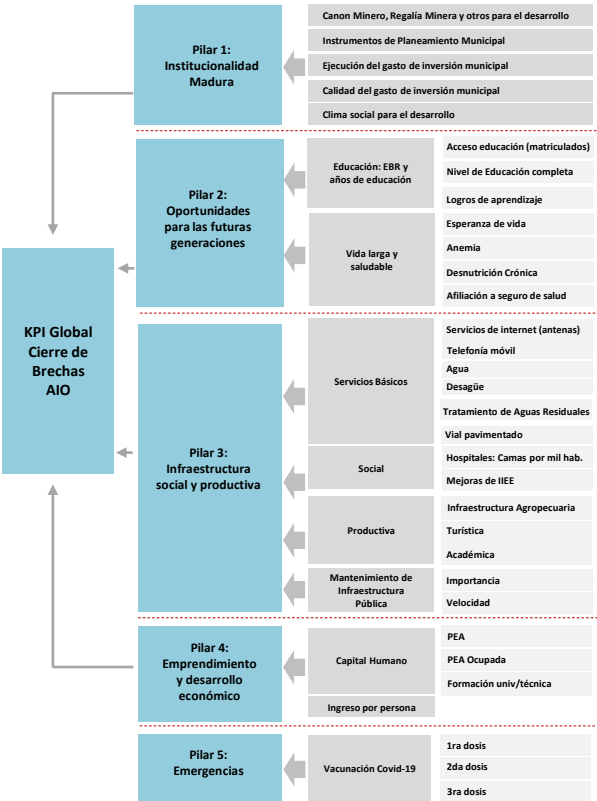 KPI Global
Cierre de
Brechas
AIO
Pilar 1:
Institucionalidad
Madura
Canon Minero, Regalía Minera y otros para el desarrollo
Instrumentos de Planeamiento Municipal
Ejecución del gasto de inversión municipal
Calidad del gasto de inversión municipal
Clima social para el desarrollo
Pilar 2:
Oportunidades
para las futuras
generaciones
Educación: EBR y
años de educación
Acceso educación (matriculados)
Nivel de Educación completa
Logros de aprendizaje
Vida larga y
saludable
Esperanza de vida
Anemia
Desnutrición Crónica
Afiliación a seguro de salud
Pilar 3:
Infraestructura
social y productiva
Servicios Básicos
Servicios de internet (antenas)
Telefonía móvil
Agua
Desagüe
Tratamiento de Aguas Residuales
Vial pavimentado
Social
Hospitales: Camas por mil hab.
Mejoras de IIEE
Productiva
Infraestructura Agropecuaria
Turística
Académica
Mantenimiento de
Infraestructura
Pública
Importancia
Velocidad
Pilar 4:
Emprendimiento
y desarrollo
económico
Capital Humano
PEA
PEA Ocupada
Formación univ/técnica
Ingreso por persona
Pilar 5:
Emergencias
Vacunación Covid-19
1ra dosis
2da dosis
3ra dosis